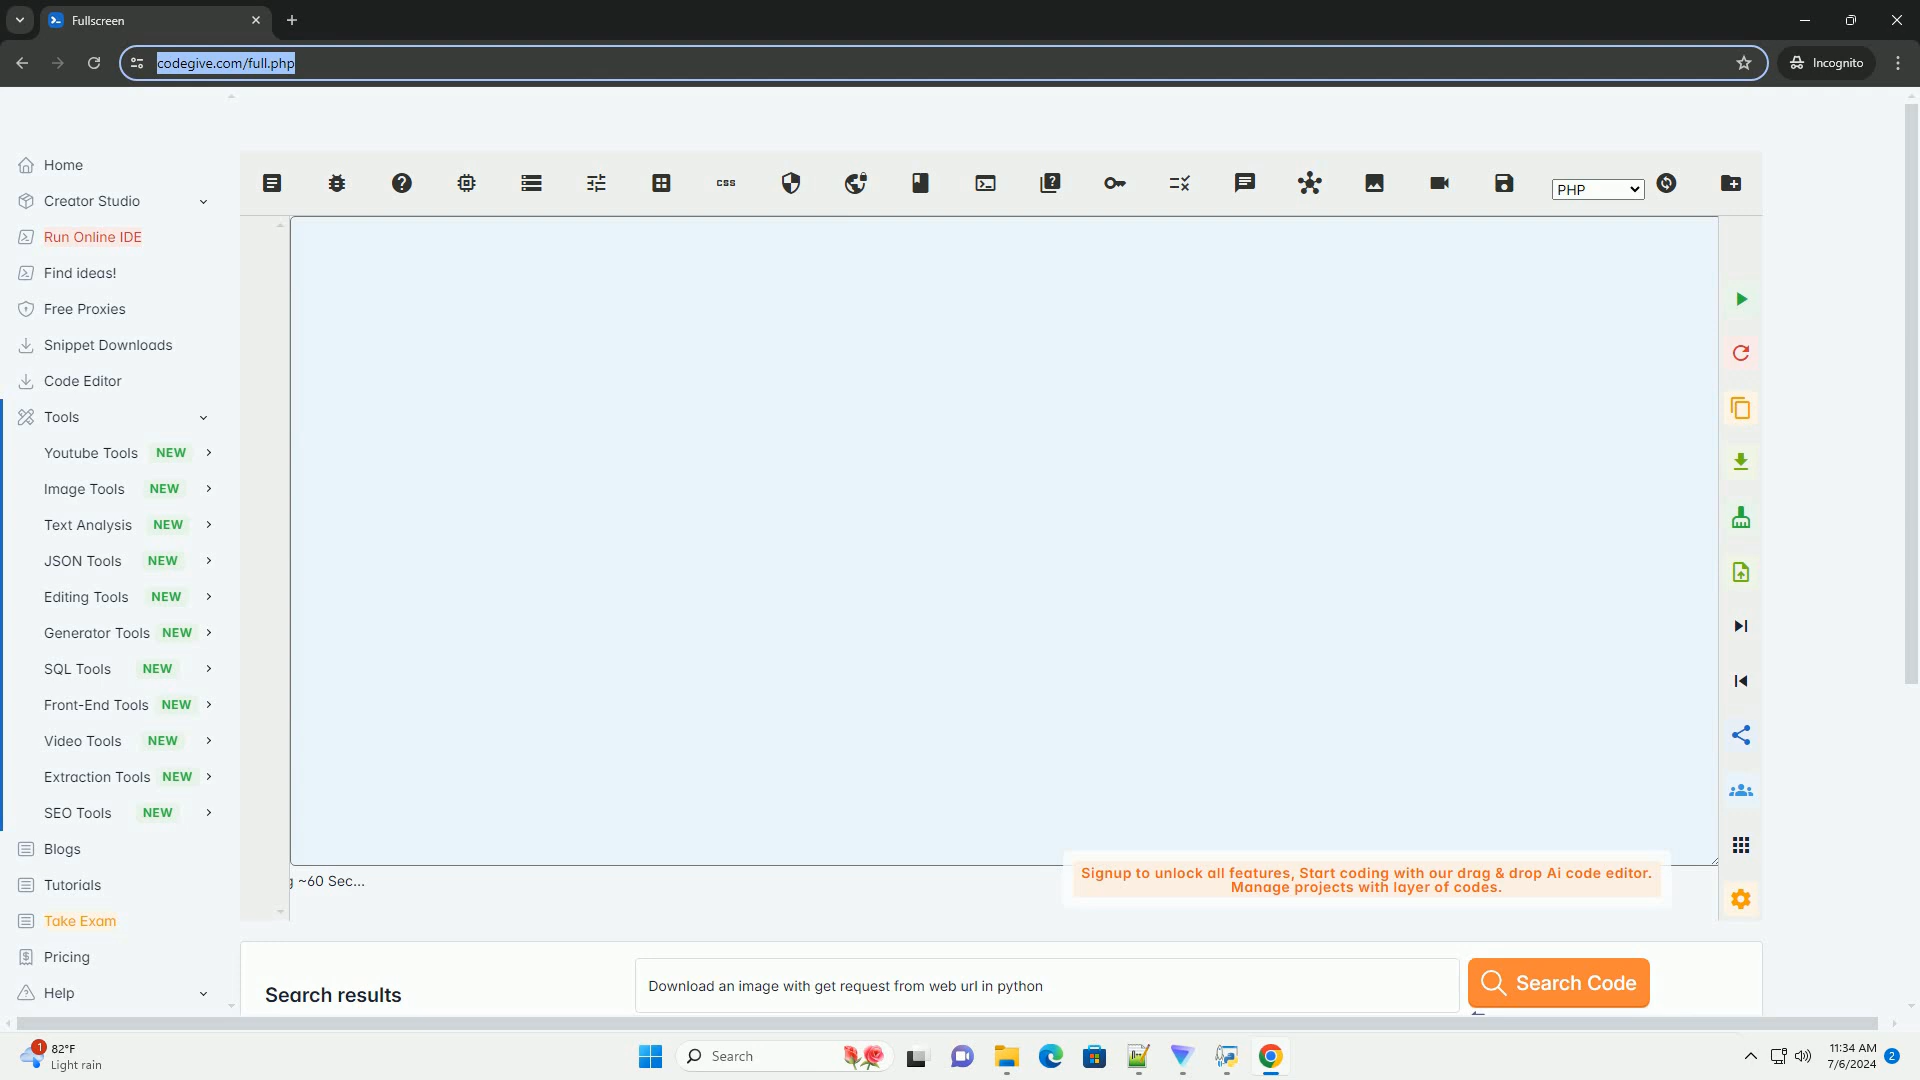 Fullscreen
codegive.com/full.php
Incognito
Home
Creator Studio
Run Online IDE
Find ideas!
Free Proxies
Snippet Downloads
Code Editor
Tools
Youtube Tools NEW
Image Tools NEW
Text Analysis NEW
JSON Tools NEW
Editing Tools NEW
Generator Tools NEW
SQL Tools NEW
Front-End Tools NEW
Video Tools NEW
Extraction Tools NEW
SEO Tools NEW
Blogs
Tutorials
Take Exam
Pricing
Help
css
PHP
~60 Sec...
Signup to unlock all features, Start coding with our drag & drop Ai code editor.
Manage projects with layer of codes.
Search results
Download an image with get request from web url in python
Search Code
1
82°F
Light rain
Search
11:34 AM
7/6/2024
2